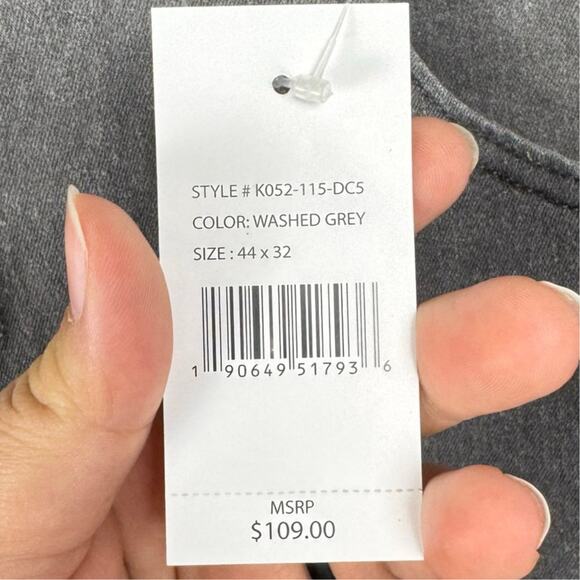 STYLE # K052-115-DC5
COLOR: WASHED GREY
SIZE : 44 x 32
1 90649 51793 6
MSRP
$109.00